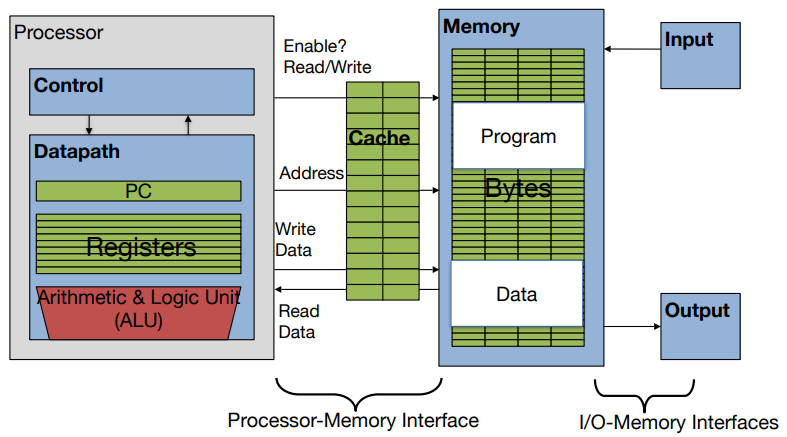 Processor
Control
Datapath
PC
Registers
Arithmetic & Logic Unit
(ALU)
Enable?
Read/Write
Cache
Address
Write
Data
Read
Data
Memory
Program
Bytes
Data
Input
Output
Processor-Memory Interface
I/O-Memory Interfaces